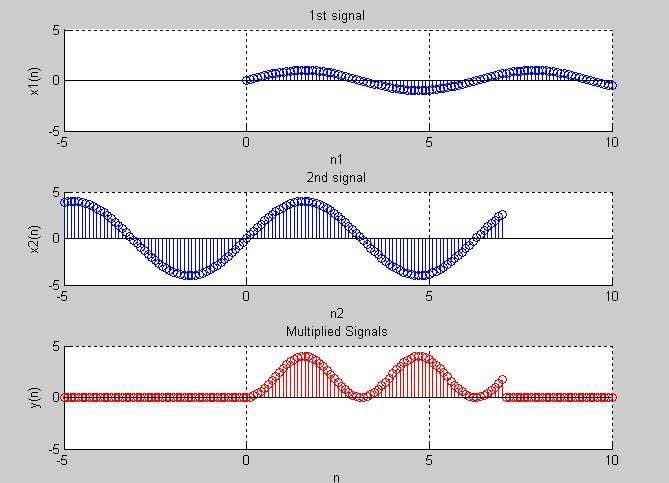 1st signal
5
0
-5
x1(n)
-5 0 5 10
n1
2nd signal
5
0
-5
x2(n)
-5 0 5 10
n2
Multiplied Signals
5
0
-5
y(n)
-5 0 5 10
n